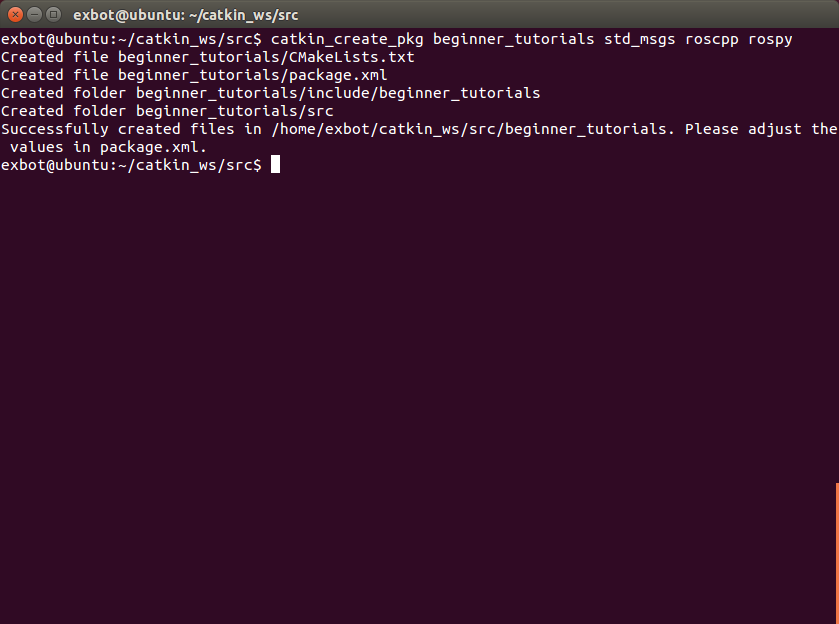 exbot@ubuntu: ~/catkin_ws/src
exbot@ubuntu:~/catkin_ws/src$ catkin_create_pkg beginner_tutorials std_msgs roscpp rospy
Created file beginner_tutorials/CMakeLists.txt
Created file beginner_tutorials/package.xml
Created folder beginner_tutorials/include/beginner_tutorials
Created folder beginner_tutorials/src
Successfully created files in /home/exbot/catkin_ws/src/beginner_tutorials. Please adjust the
 values in package.xml.
exbot@ubuntu:~/catkin_ws/src$